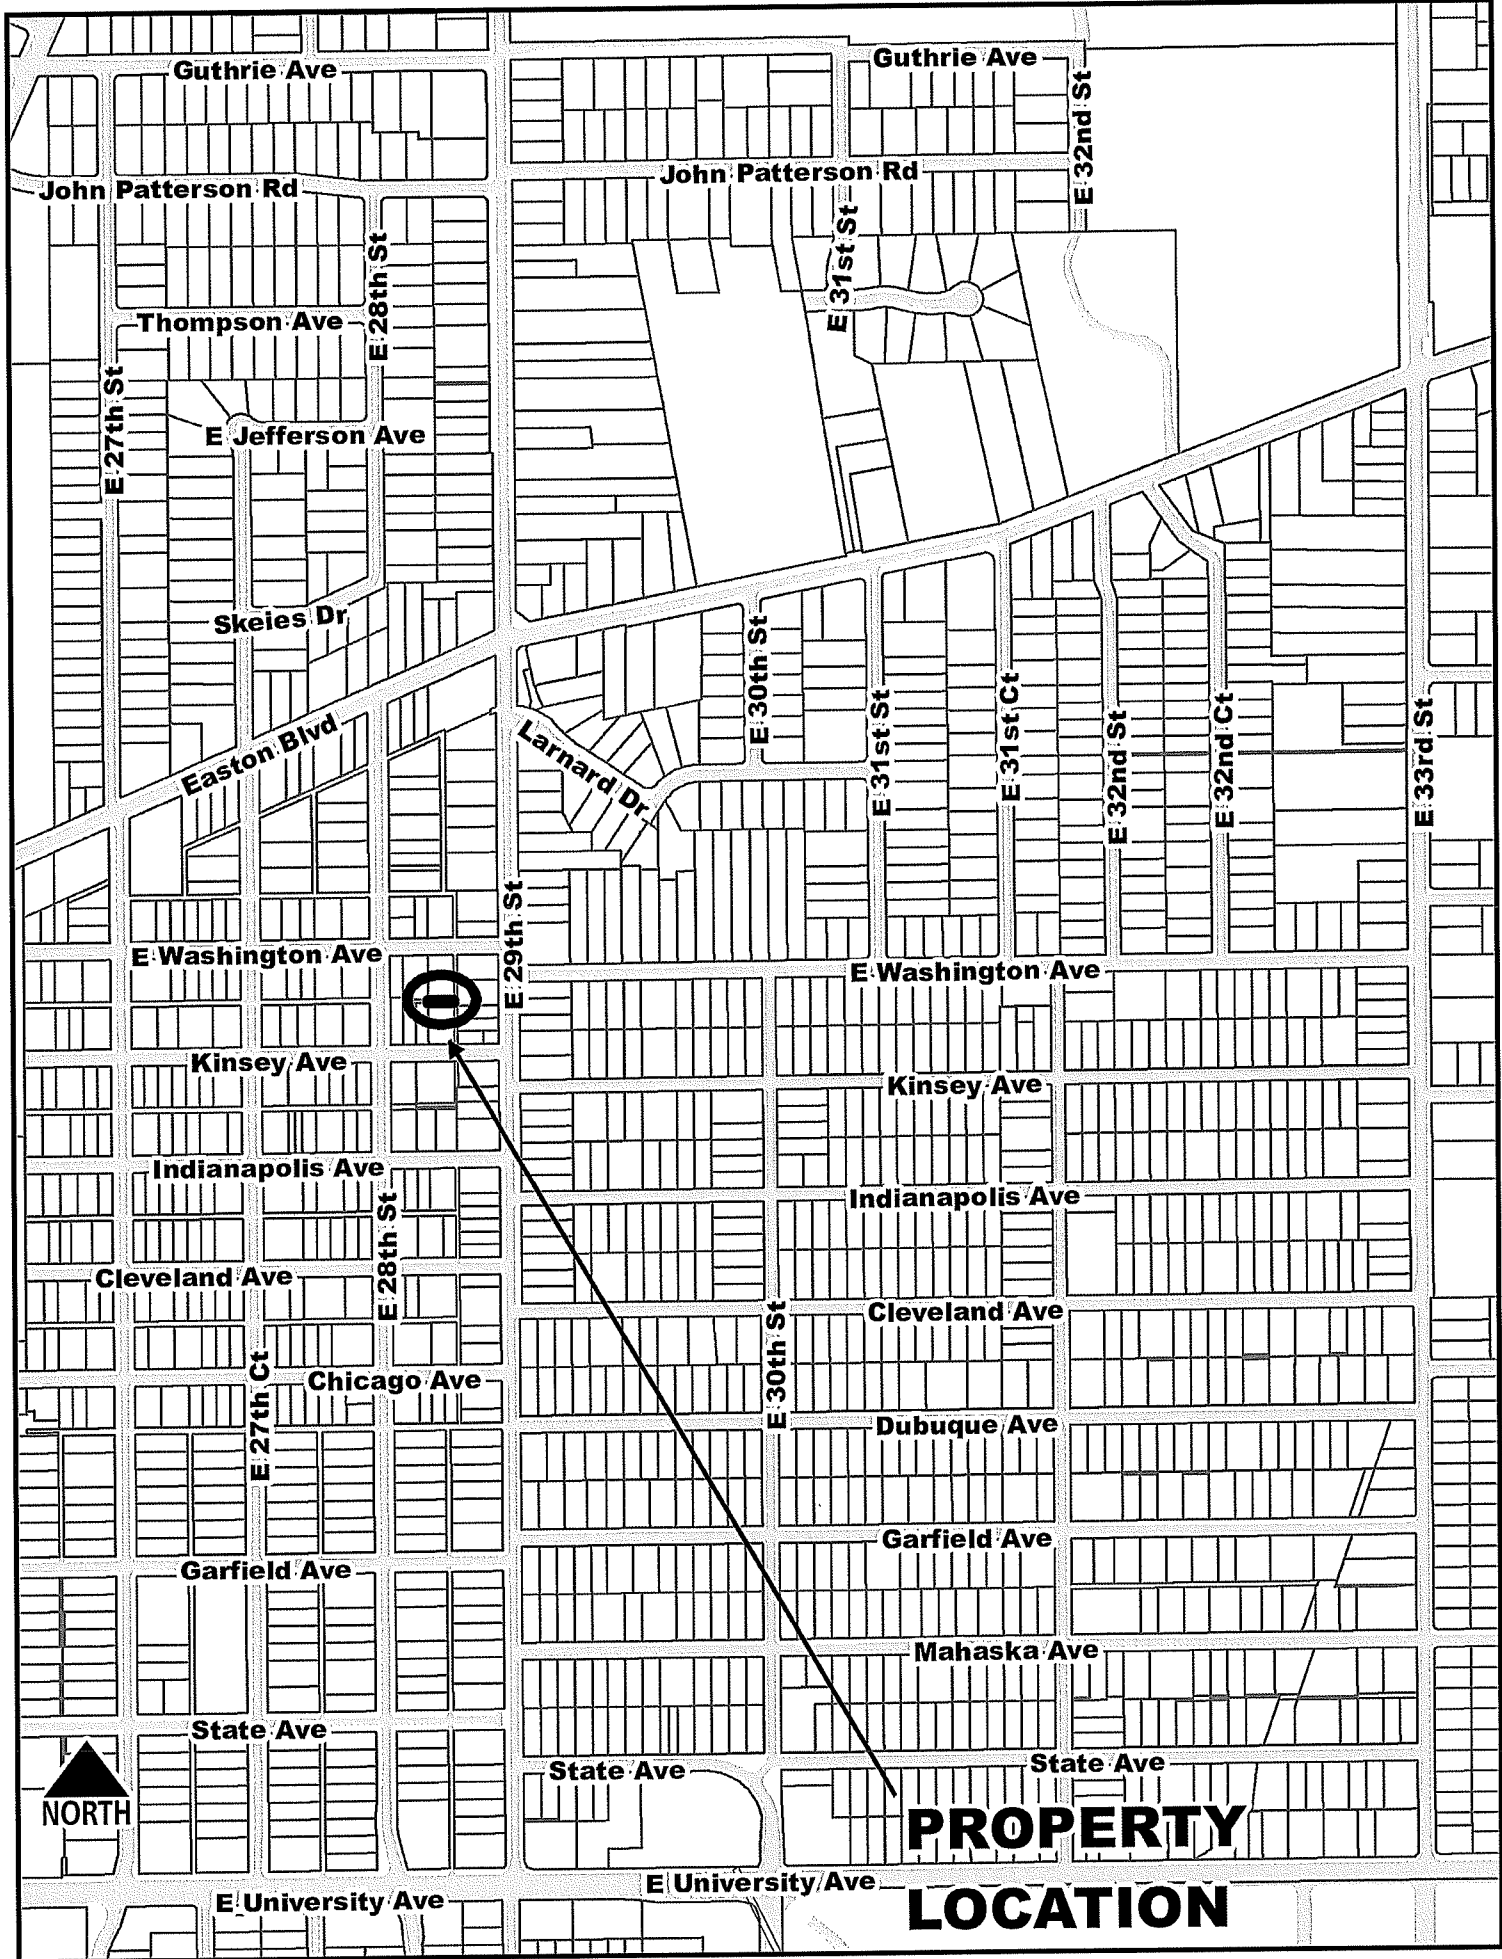 Guthrie Ave
Guthrie Ave
E 32nd St
John Patterson Rd
John Patterson Rd
E 31st St
E 28th St
Thompson Ave
E 27th St
E Jefferson Ave
Skeies Dr
E 30th St
E 31st St
E 31st Ct
E 32nd St
E 32nd Ct
E 33rd St
Easton Blvd
Larnard Dr
E 29th St
E Washington Ave
E Washington Ave
Kinsey Ave
Kinsey Ave
Indianapolis Ave
Indianapolis Ave
E 28th St
Cleveland Ave
Cleveland Ave
E 30th St
E 27th Ct
Chicago Ave
Dubuque Ave
Garfield Ave
Garfield Ave
Mahaska Ave
State Ave
State Ave
State Ave
NORTH
PROPERTY
LOCATION
E University Ave
E University Ave